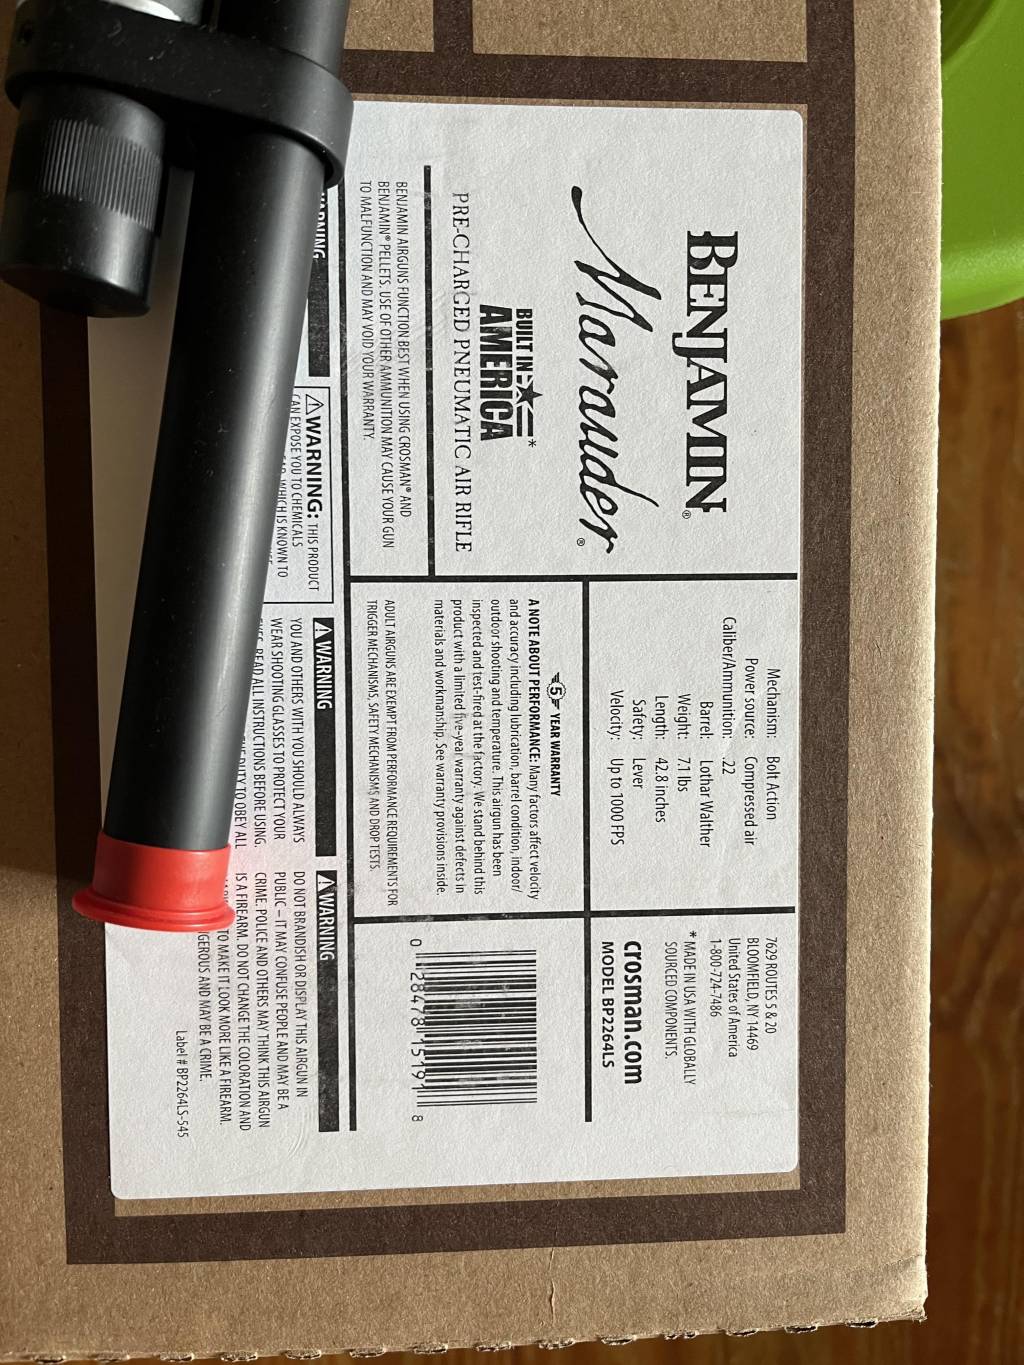 BENJAMIN®
Marauder®
BUILT IN
AMERICA*
PRE-CHARGED PNEUMATIC AIR RIFLE
BENJAMIN AIRGUNS FUNCTION BEST WHEN USING CROSMAN® AND
BENJAMIN® PELLETS. USE OF OTHER AMMUNITION MAY CAUSE YOUR GUN
TO MALFUNCTION AND MAY VOID YOUR WARRANTY.
Mechanism: Bolt Action
Power source: Compressed air
Caliber/Ammunition: .22
Barrel: Lothar Walther
Weight: 7.1 lbs
Length: 42.8 inches
Safety: Lever
Velocity: Up to 1000 FPS
5 YEAR WARRANTY
A NOTE ABOUT PERFORMANCE: Many factors affect velocity
and accuracy including lubrication, barrel condition, indoor/
outdoor shooting and temperature. This airgun has been
inspected and test-fired at the factory. We stand behind this
product with a limited five-year warranty against defects in
materials and workmanship. See warranty provisions inside.
ADULT AIRGUNS ARE EXEMPT FROM PERFORMANCE REQUIREMENTS FOR
TRIGGER MECHANISMS, SAFETY MECHANISMS AND DROP TESTS.
7629 ROUTES 5 & 20
BLOOMFIELD, NY 14469
United States of America
1-800-724-7486
* MADE IN USA WITH GLOBALLY
SOURCED COMPONENTS.
crosman.com
MODEL BP2264LS
0 28478 15191 8
WARNING
WARNING: THIS PRODUCT
CAN EXPOSE YOU TO CHEMICALS
WHICH IS KNOWN TO
WARNING
YOU AND OTHERS WITH YOU SHOULD ALWAYS
WEAR SHOOTING GLASSES TO PROTECT YOUR
READ ALL INSTRUCTIONS BEFORE USING.
DUTY TO OBEY ALL
WARNING
DO NOT BRANDISH OR DISPLAY THIS AIRGUN IN
PUBLIC – IT MAY CONFUSE PEOPLE AND MAY BE A
CRIME. POLICE AND OTHERS MAY THINK THIS AIRGUN
IS A FIREARM. DO NOT CHANGE THE COLORATION AND
TO MAKE IT LOOK MORE LIKE A FIREARM.
AND MAY BE A CRIME.
Label # BP2264LS-545